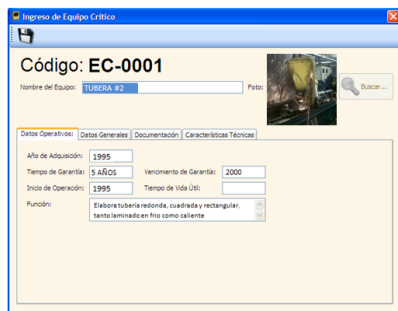 Ingreso de Equipo Crítico
Código: EC-0001
Nombre del Equipo: TUBERA #2 Foto: Buscar...
Datos Operativos: Datos Generales Documentación Características Técnicas
Año de Adquisición: 1995
Tiempo de Garantía: 5 AÑOS Vencimiento de Garantía: 2000
Inicio de Operación: 1995 Tiempo de Vida Útil:
Función: Elabora tubería redonda, cuadrada y rectangular,
tanto laminado en frio como caliente